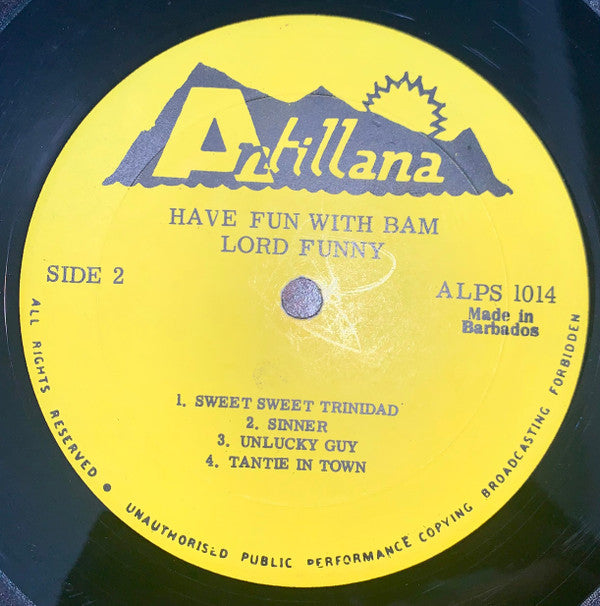 Antillana
HAVE FUN WITH BAM
LORD FUNNY
SIDE 2
ALPS 1014
Made in
Barbados
1. SWEET SWEET TRINIDAD
2. SINNER
3. UNLUCKY GUY
4. TANTIE IN TOWN
ALL RIGHTS RESERVED • UNAUTHORISED PUBLIC PERFORMANCE COPYING BROADCASTING FORBIDDEN